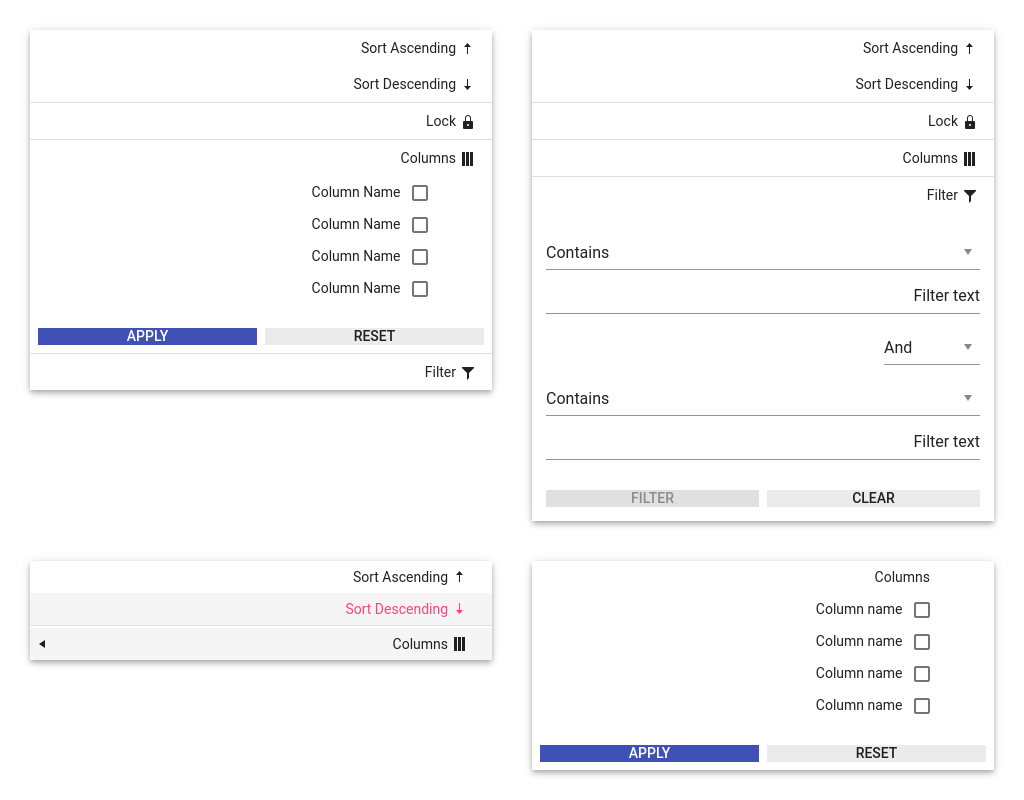 Sort Ascending
Sort Descending
Lock
Columns
Column Name
Column Name
Column Name
Column Name
APPLY RESET
Filter
Sort Ascending
Sort Descending
Lock
Columns
Filter
Contains
Filter text
And
Contains
Filter text
FILTER CLEAR
Sort Ascending
Sort Descending
Columns
Columns
Column name
Column name
Column name
Column name
APPLY RESET